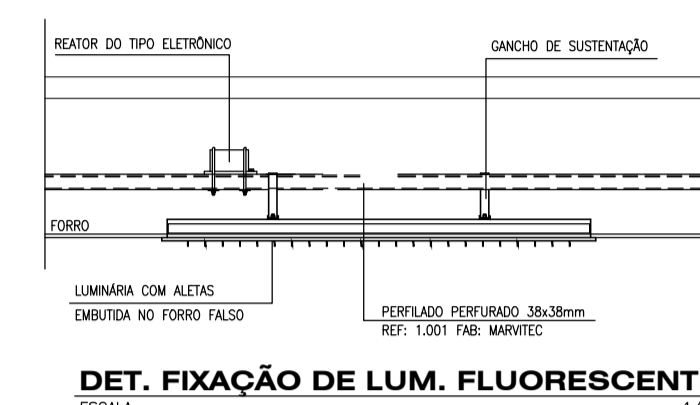 REATOR DO TIPO ELETRÔNICO
GANCHO DE SUSTENTAÇÃO
FORRO
LUMINÁRIA COM ALETAS
EMBUTIDA NO FORRO FALSO
PERFILADO PERFURADO 38x38mm
REF: 1.001 FAB: MARVITEC
DET. FIXAÇÃO DE LUM. FLUORESCENT